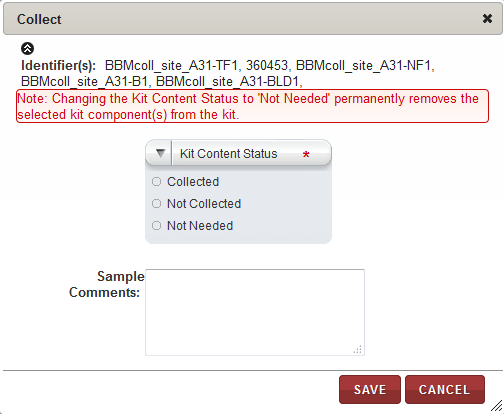 Collect
Identifier(s): BBMcoll_site_A31-TF1, 360453, BBMcoll_site_A31-NF1,
BBMcoll_site_A31-B1, BBMcoll_site_A31-BLD1,
Note: Changing the Kit Content Status to 'Not Needed' permanently removes the
selected kit component(s) from the kit.
Kit Content Status *
Collected
Not Collected
Not Needed
Sample
Comments:
SAVE CANCEL